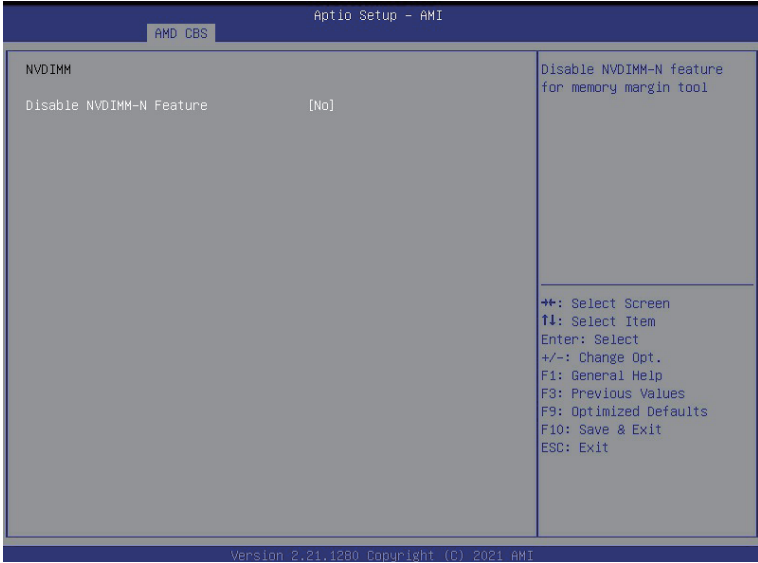 Aptio Setup – AMI
AMD CBS
NVDIMM
Disable NVDIMM-N Feature [No]
Disable NVDIMM-N feature
for memory margin tool
→←: Select Screen
↑↓: Select Item
Enter: Select
+/-: Change Opt.
F1: General Help
F3: Previous Values
F9: Optimized Defaults
F10: Save & Exit
ESC: Exit
Version 2.21.1280 Copyright (C) 2021 AMI